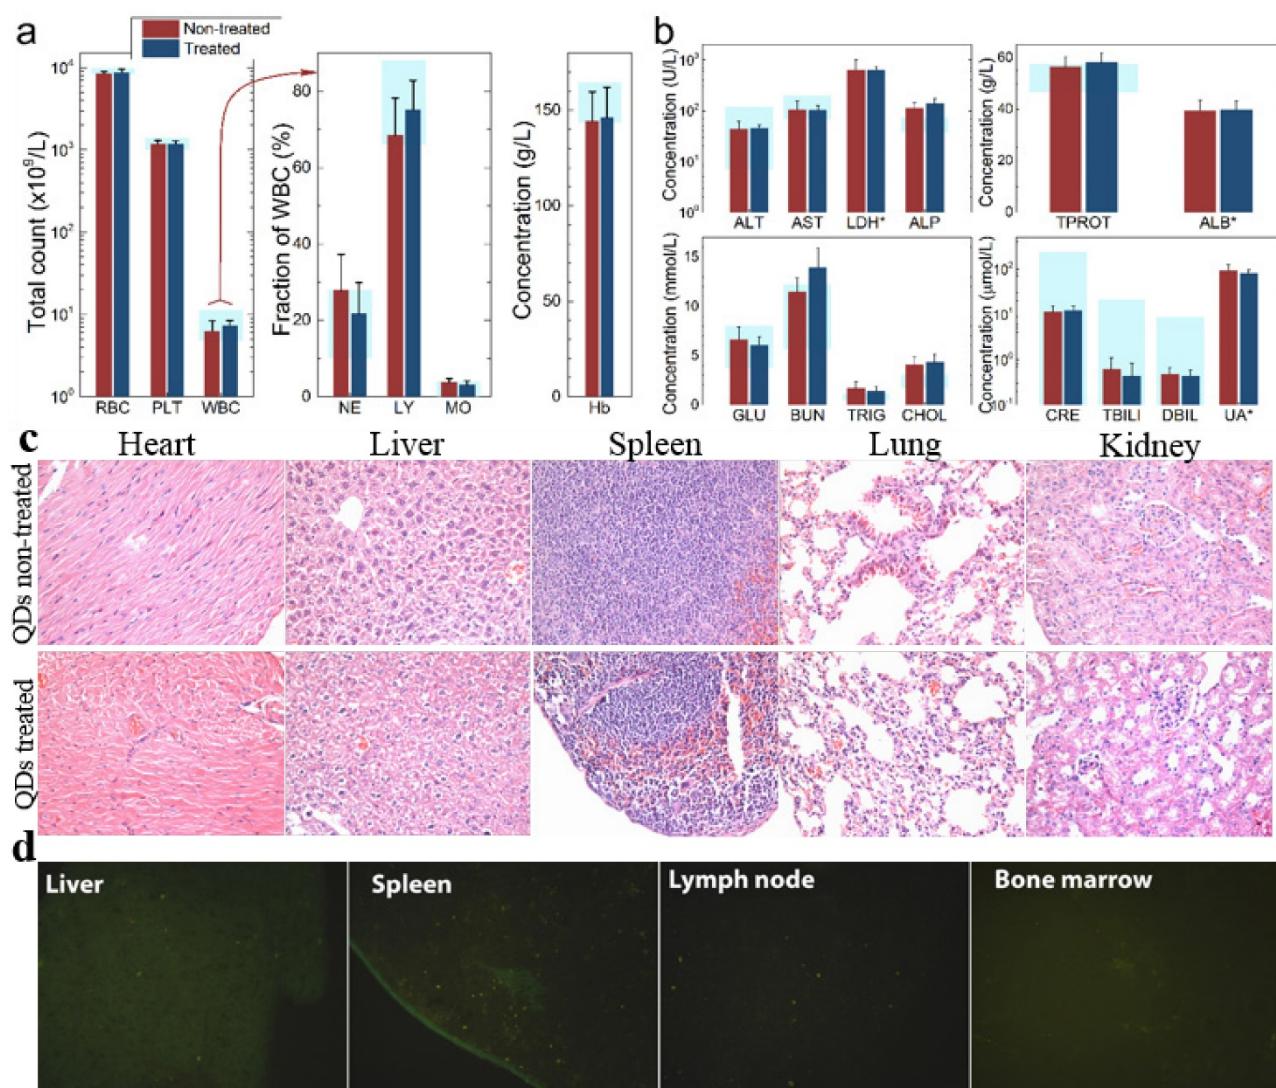 a
Non-treated
Treated
Total count (x10⁹/L)
10⁴
10³
10²
10¹
10⁰
RBC PLT WBC
Fraction of WBC (%)
80
60
40
20
0
NE LY MO
Concentration (g/L)
150
100
50
0
Hb
b
Concentration (U/L)
10³
10²
10¹
10⁰
ALT AST LDH* ALP
Concentration (g/L)
60
40
20
0
TPROT ALB*
Concentration (mmol/L)
15
10
5
0
GLU BUN TRIG CHOL
Concentration (μmol/L)
10²
10¹
10⁰
10⁻¹
CRE TBILI DBIL UA*
c
Heart Liver Spleen Lung Kidney
QDs non-treated
QDs treated
d
Liver Spleen Lymph node Bone marrow